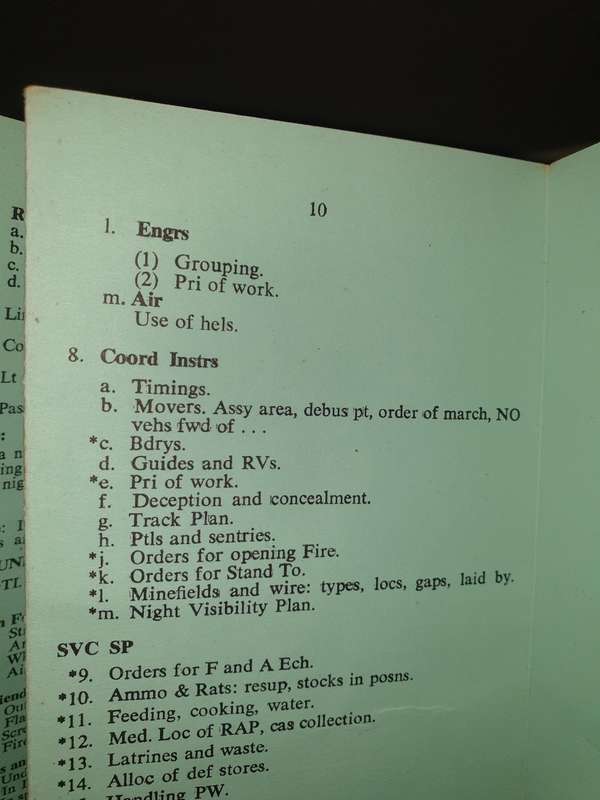 10
l. Engrs
(1) Grouping.
(2) Pri of work.
m. Air
Use of hels.
8. Coord Instrs
a. Timings.
b. Movers. Assy area, debus pt, order of march, NO
vehs fwd of . . .
*c. Bdrys.
d. Guides and RVs.
*e. Pri of work.
f. Deception and concealment.
g. Track Plan.
h. Ptls and sentries.
*j. Orders for opening Fire.
*k. Orders for Stand To.
*l. Minefields and wire: types, locs, gaps, laid by.
*m. Night Visibility Plan.
SVC SP
*9. Orders for F and A Ech.
*10. Ammo & Rats: resup, stocks in posns.
*11. Feeding, cooking, water.
*12. Med. Loc of RAP, cas collection.
*13. Latrines and waste.
*14. Alloc of def stores.
Handling PW.
R
a.
b.
c.
d.
Co
Lt
Pas